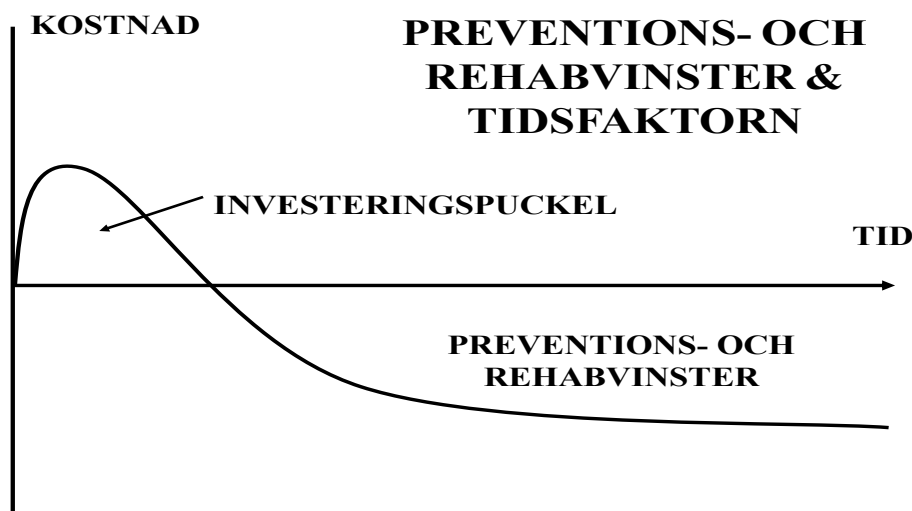 KOSTNAD
PREVENTIONS- OCH
REHABVINSTER &
TIDSFAKTORN
INVESTERINGSPUCKEL
TID
PREVENTIONS- OCH
REHABVINSTER